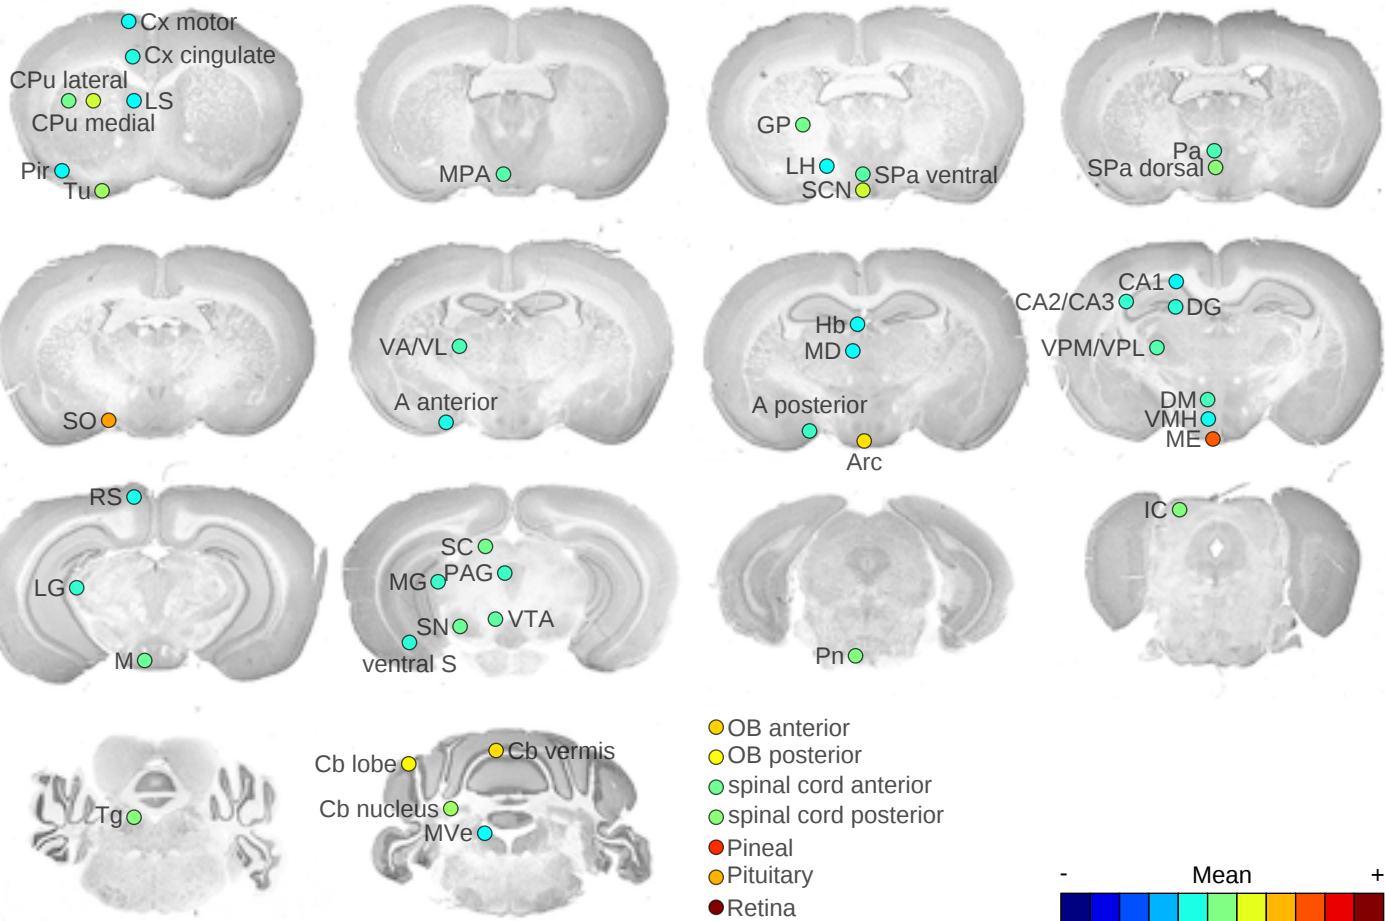 Cx motor
Cx cingulate
CPu lateral
LS
CPu medial
Pir
Tu
MPA
GP
LH
SPa ventral
SCN
Pa
SPa dorsal
SO
VA/VL
A anterior
Hb
MD
A posterior
Arc
CA1
CA2/CA3
DG
VPM/VPL
DM
VMH
ME
RS
LG
M
SC
MG
PAG
SN
VTA
ventral S
Pn
IC
Tg
Cb lobe
Cb vermis
Cb nucleus
MVe
OB anterior
OB posterior
spinal cord anterior
spinal cord posterior
Pineal
Pituitary
Retina
- Mean +